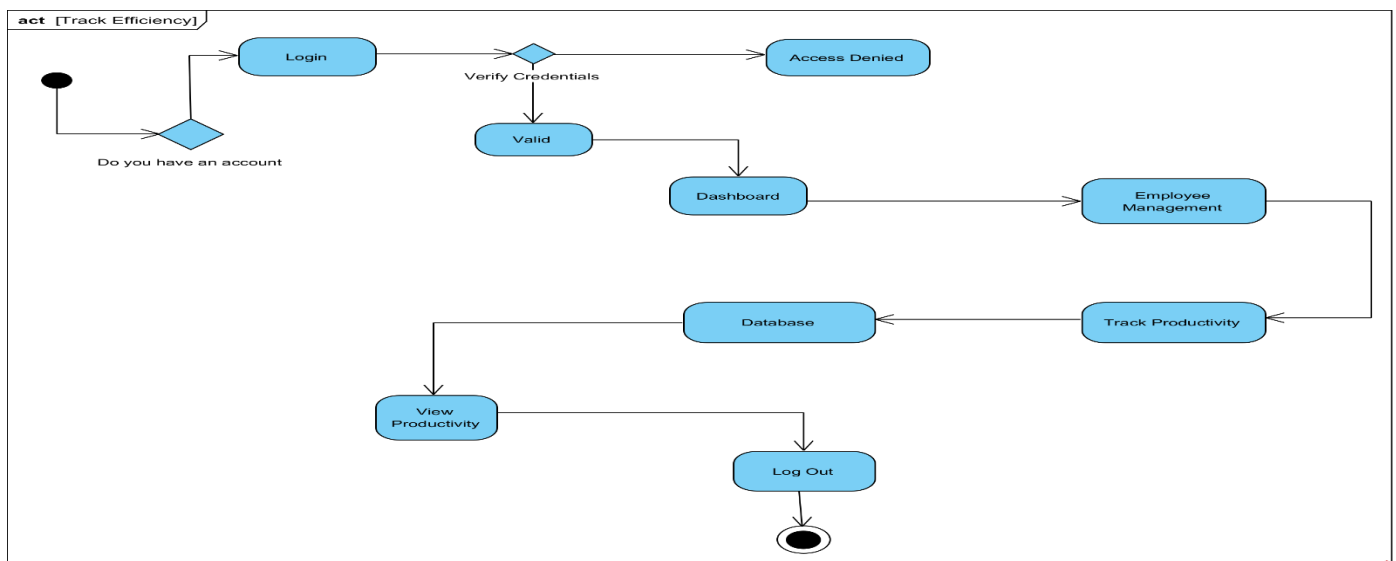 act [Track Efficiency]
Login
Access Denied
Verify Credentials
Valid
Do you have an account
Dashboard
Employee
Management
Database
Track Productivity
View
Productivity
Log Out